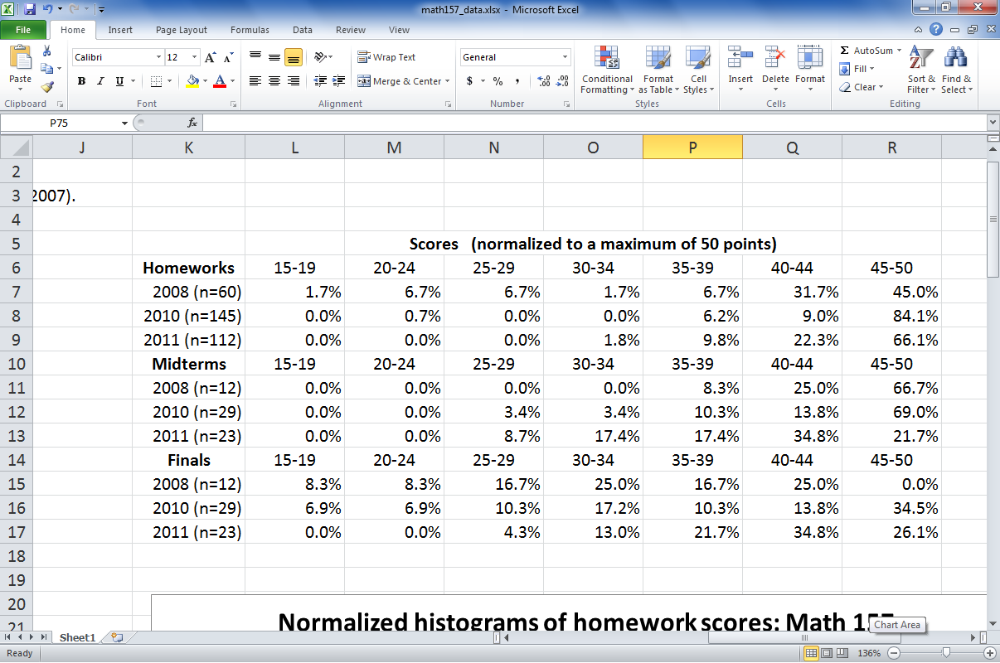 math157_data.xlsx - Microsoft Excel
File Home Insert Page Layout Formulas Data Review View
Calibri 12 Wrap Text General AutoSum
Paste B I U Merge & Center $ % , .00 .0 Conditional Formatting Format as Table Cell Styles Insert Delete Format Fill Clear Sort & Filter Find & Select
Clipboard Font Alignment Number Styles Cells Editing
P75 fx
J K L M N O P Q R
2
3 2007).
4
5 Scores (normalized to a maximum of 50 points)
6 Homeworks 15-19 20-24 25-29 30-34 35-39 40-44 45-50
7 2008 (n=60) 1.7% 6.7% 6.7% 1.7% 6.7% 31.7% 45.0%
8 2010 (n=145) 0.0% 0.7% 0.0% 0.0% 6.2% 9.0% 84.1%
9 2011 (n=112) 0.0% 0.0% 0.0% 1.8% 9.8% 22.3% 66.1%
10 Midterms 15-19 20-24 25-29 30-34 35-39 40-44 45-50
11 2008 (n=12) 0.0% 0.0% 0.0% 0.0% 8.3% 25.0% 66.7%
12 2010 (n=29) 0.0% 0.0% 3.4% 3.4% 10.3% 13.8% 69.0%
13 2011 (n=23) 0.0% 0.0% 8.7% 17.4% 17.4% 34.8% 21.7%
14 Finals 15-19 20-24 25-29 30-34 35-39 40-44 45-50
15 2008 (n=12) 8.3% 8.3% 16.7% 25.0% 16.7% 25.0% 0.0%
16 2010 (n=29) 6.9% 6.9% 10.3% 17.2% 10.3% 13.8% 34.5%
17 2011 (n=23) 0.0% 0.0% 4.3% 13.0% 21.7% 34.8% 26.1%
18
19
20
21 Normalized histograms of homework scores: Math 157
Chart Area
Sheet1
Ready 136%